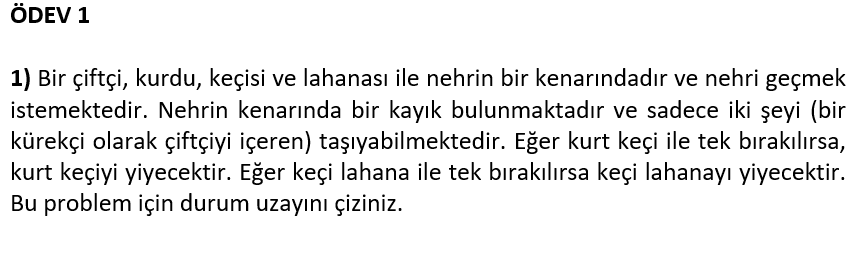 ÖDEV 1
1) Bir çiftçi, kurdu, keçisi ve lahanası ile nehrin bir kenarındadır ve nehri geçmek
istemektedir. Nehrin kenarında bir kayık bulunmaktadır ve sadece iki şeyi (bir
kürekçi olarak çiftçiyi içeren) taşıyabilmektedir. Eğer kurt keçi ile tek bırakılırsa,
kurt keçiyi yiyecektir. Eğer keçi lahana ile tek bırakılırsa keçi lahanayı yiyecektir.
Bu problem için durum uzayını çiziniz.